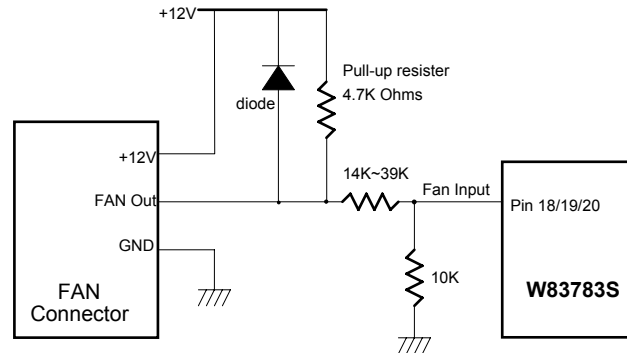 +12V
Pull-up resister
4.7K Ohms
diode
+12V
14K~39K
Fan Input
FAN Out
Pin 18/19/20
GND
10K
W83783S
FAN
Connector